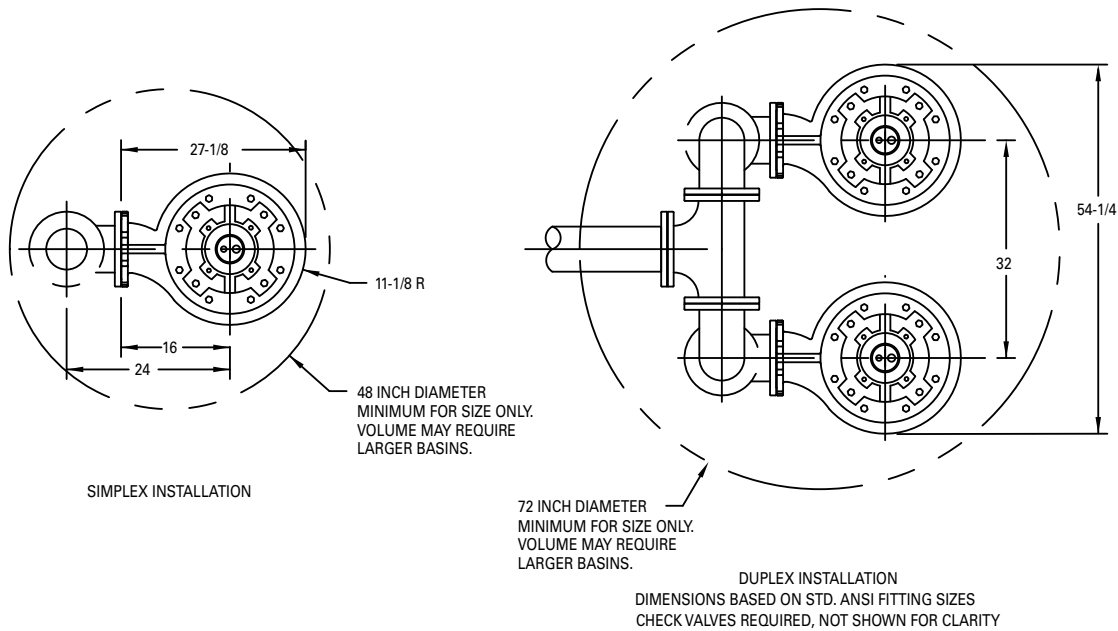 27-1/8
11-1/8 R
16
24
48 INCH DIAMETER
MINIMUM FOR SIZE ONLY.
VOLUME MAY REQUIRE
LARGER BASINS.
SIMPLEX INSTALLATION
54-1/4
32
72 INCH DIAMETER
MINIMUM FOR SIZE ONLY.
VOLUME MAY REQUIRE
LARGER BASINS.
DUPLEX INSTALLATION
DIMENSIONS BASED ON STD. ANSI FITTING SIZES
CHECK VALVES REQUIRED, NOT SHOWN FOR CLARITY